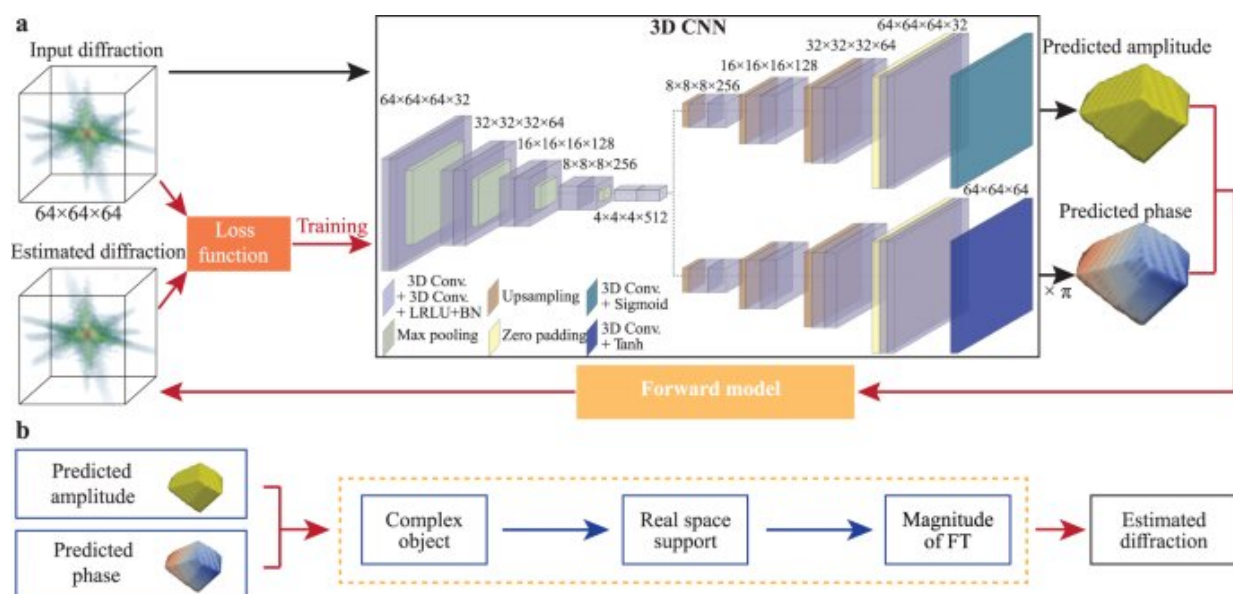 a
3D CNN
Input diffraction
64×64×64
Estimated diffraction
Loss
function
Training
64×64×64×32
32×32×32×64
16×16×16×128
8×8×8×256
4×4×4×512
8×8×8×256
16×16×16×128
32×32×32×64
64×64×64×32
64×64×64
3D Conv.
+ 3D Conv.
+ LRLU+BN
Upsampling
3D Conv.
+ Sigmoid
Max pooling
Zero padding
3D Conv.
+ Tanh
Predicted amplitude
Predicted phase
× π
Forward model
b
Predicted
amplitude
Predicted
phase
Complex
object
Real space
support
Magnitude
of FT
Estimated
diffraction